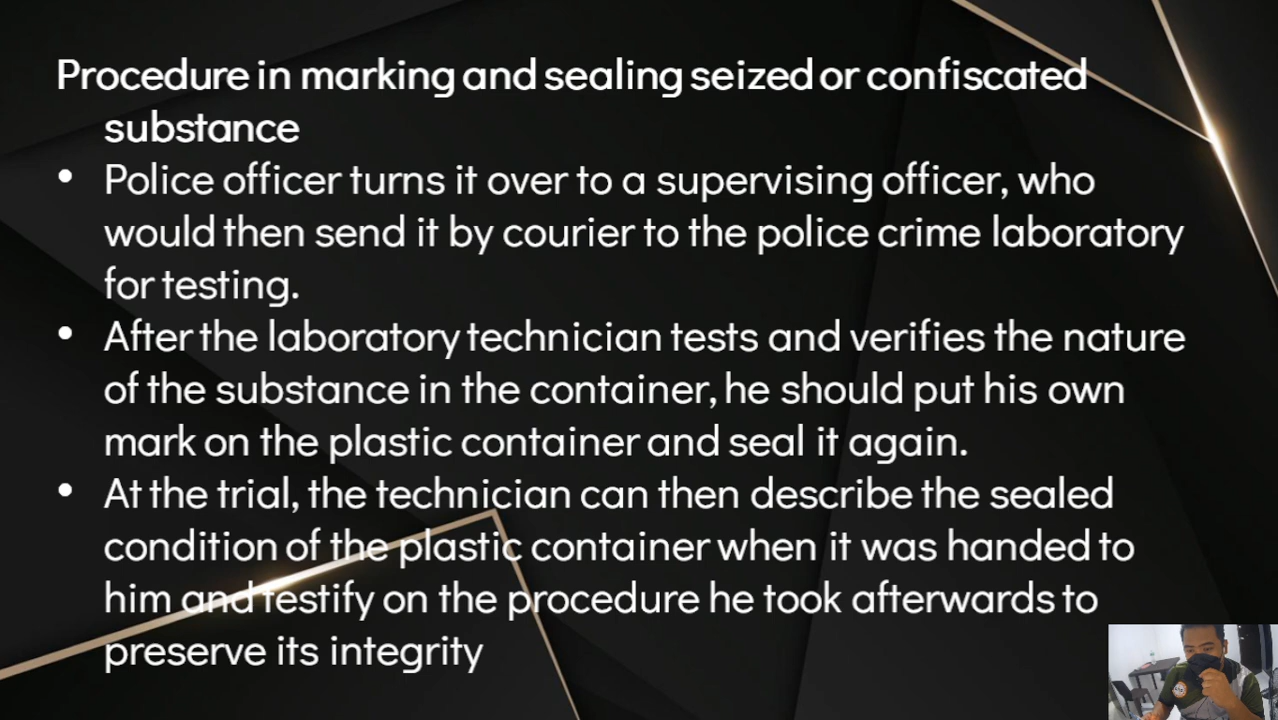 Procedure in marking and sealing seized or confiscated
substance
• Police officer turns it over to a supervising officer, who
would then send it by courier to the police crime laboratory
for testing.
• After the laboratory technician tests and verifies the nature
of the substance in the container, he should put his own
mark on the plastic container and seal it again.
• At the trial, the technician can then describe the sealed
condition of the plastic container when it was handed to
him and testify on the procedure he took afterwards to
preserve its integrity